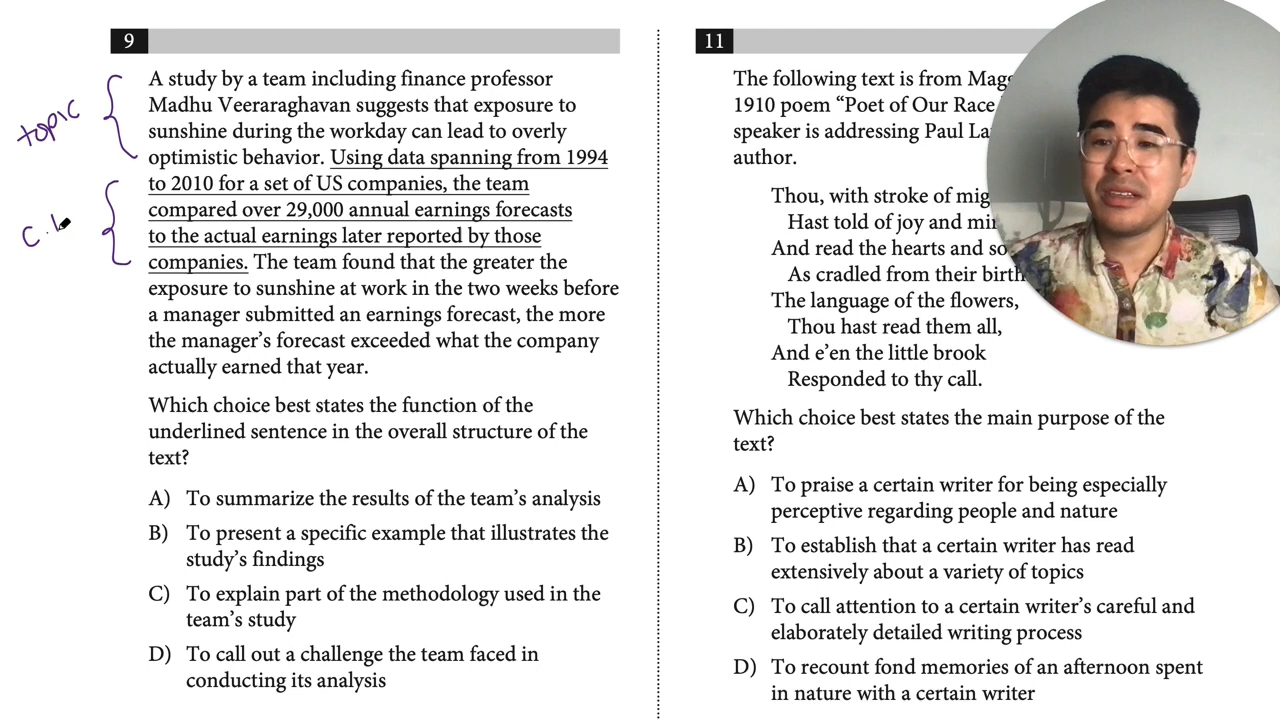 9
topic
A study by a team including finance professor
Madhu Veeraraghavan suggests that exposure to
sunshine during the workday can lead to overly
optimistic behavior. Using data spanning from 1994
to 2010 for a set of US companies, the team
compared over 29,000 annual earnings forecasts
to the actual earnings later reported by those
companies. The team found that the greater the
exposure to sunshine at work in the two weeks before
a manager submitted an earnings forecast, the more
the manager's forecast exceeded what the company
actually earned that year.
Which choice best states the function of the
underlined sentence in the overall structure of the
text?
A) To summarize the results of the team's analysis
B) To present a specific example that illustrates the
study's findings
C) To explain part of the methodology used in the
team's study
D) To call out a challenge the team faced in
conducting its analysis
11
The following text is from
1910 poem “Poet of Our Race
speaker is addressing Paul
author.
Thou, with stroke of
Hast told of joy and
And read the hearts and
As cradled from their birth
The language of the flowers,
Thou hast read them all,
And e'en the little brook
Responded to thy call.
Which choice best states the main purpose of the
text?
A) To praise a certain writer for being especially
perceptive regarding people and nature
B) To establish that a certain writer has read
extensively about a variety of topics
C) To call attention to a certain writer's careful and
elaborately detailed writing process
D) To recount fond memories of an afternoon spent
in nature with a certain writer